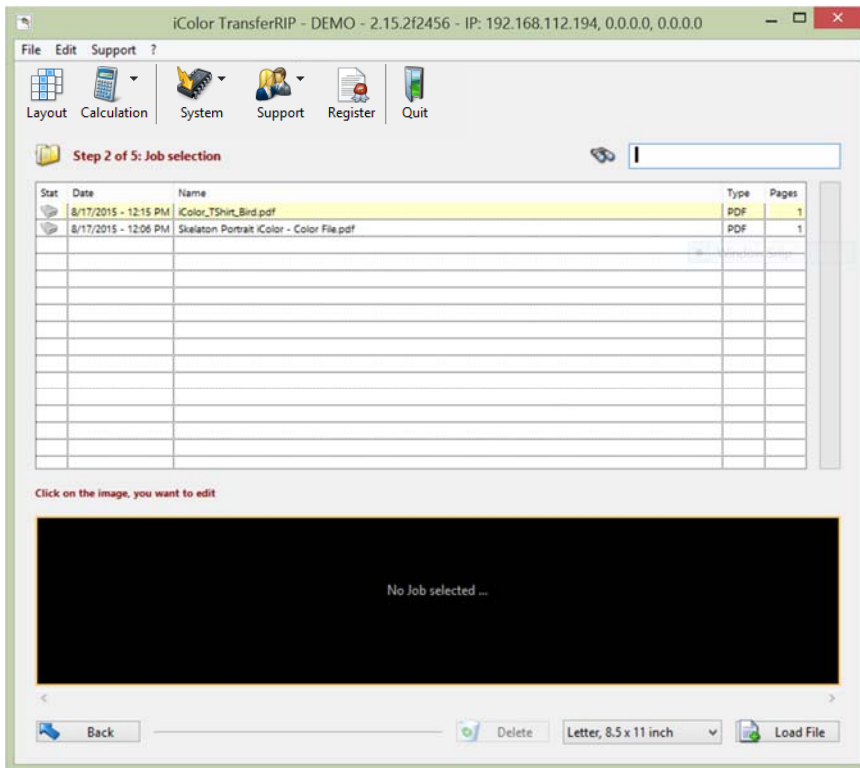 iColor TransferRIP - DEMO - 2.15.2f2456 - IP: 192.168.112.194, 0.0.0.0, 0.0.0.0
File Edit Support ?
Layout Calculation System Support Register Quit
Step 2 of 5: Job selection
Stat Date Name Type Pages
8/17/2015 - 12:15 PM iColor_TShirt_Bird.pdf PDF 1
8/17/2015 - 12:06 PM Skelaton Portrait iColor - Color File.pdf PDF 1
Window Snip
Click on the image, you want to edit
No Job selected ...
Back Delete Letter, 8.5 x 11 inch Load File